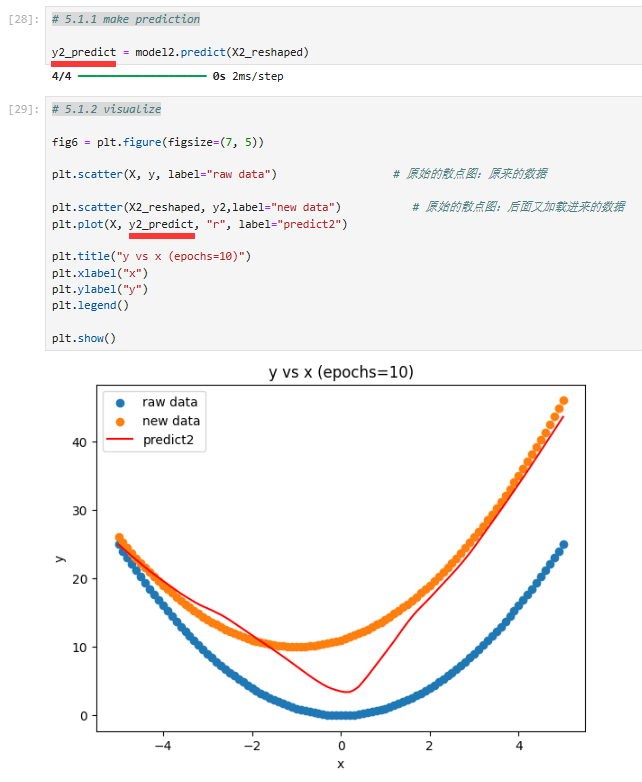 [28]: # 5.1.1 make prediction
y2_predict = model2.predict(X2_reshaped)
4/4 ━━━━━━━━━━━━━━━━━━━━ 0s 2ms/step
[29]: # 5.1.2 visualize
fig6 = plt.figure(figsize=(7, 5))
plt.scatter(X, y, label="raw data") # 原始的散点图：原来的数据
plt.scatter(X2_reshaped, y2,label="new data") # 原始的散点图：后面又加载进来的数据
plt.plot(X, y2_predict, "r", label="predict2")
plt.title("y vs x (epochs=10)")
plt.xlabel("x")
plt.ylabel("y")
plt.legend()
plt.show()
y vs x (epochs=10)
raw data
new data
predict2
40
30
20
10
0
y
−4 −2 0 2 4
x